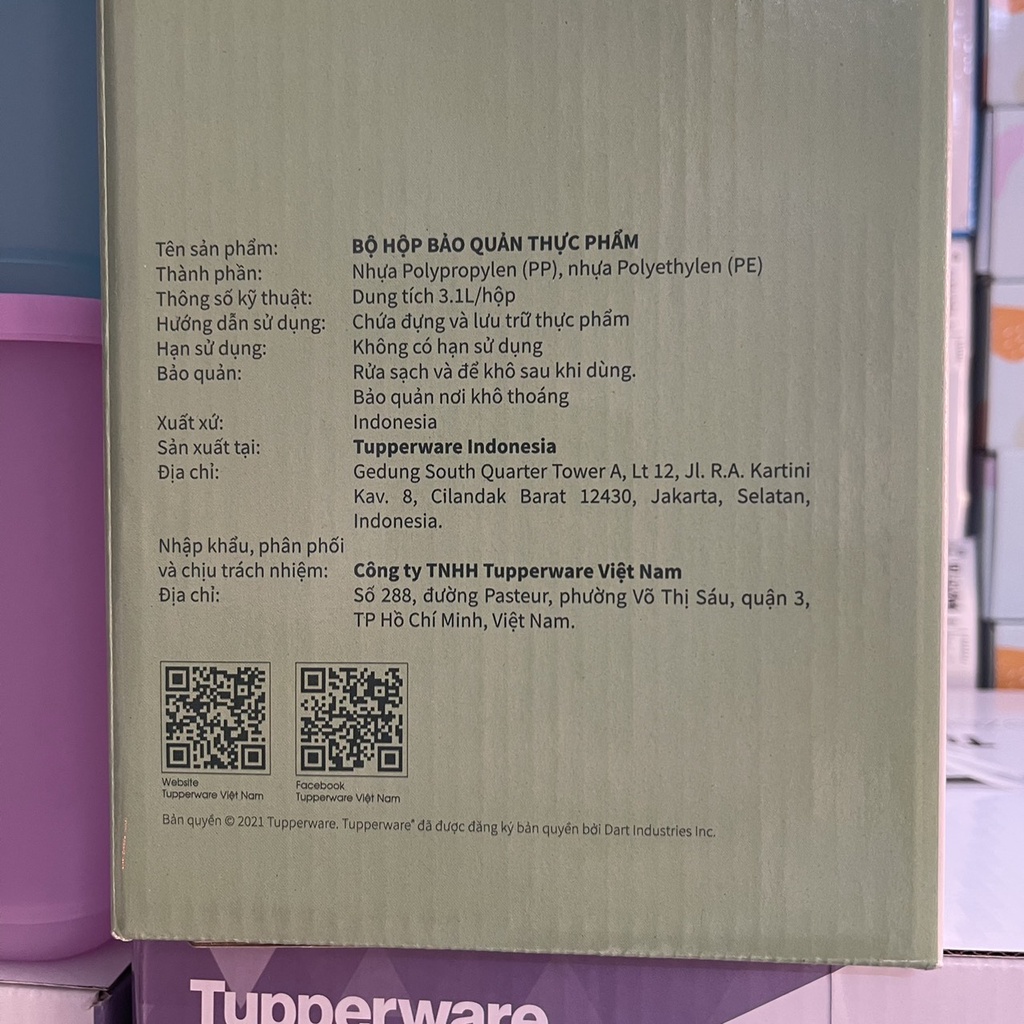 Tên sản phẩm: BỘ HỘP BẢO QUẢN THỰC PHẨM
Thành phần: Nhựa Polypropylen (PP), nhựa Polyethylen (PE)
Thông số kỹ thuật: Dung tích 3.1L/hộp
Hướng dẫn sử dụng: Chứa đựng và lưu trữ thực phẩm
Hạn sử dụng: Không có hạn sử dụng
Bảo quản: Rửa sạch và để khô sau khi dùng.
Bảo quản nơi khô thoáng
Xuất xứ: Indonesia
Sản xuất tại: Tupperware Indonesia
Địa chỉ: Gedung South Quarter Tower A, Lt 12, Jl. R.A. Kartini
Kav. 8, Cilandak Barat 12430, Jakarta, Selatan,
Indonesia.
Nhập khẩu, phân phối
và chịu trách nhiệm: Công ty TNHH Tupperware Việt Nam
Địa chỉ: Số 288, đường Pasteur, phường Võ Thị Sáu, quận 3,
TP Hồ Chí Minh, Việt Nam.
Website
Tupperware Việt Nam
Facebook
Tupperware Việt Nam
Bản quyền © 2021 Tupperware. Tupperware® đã được đăng ký bản quyền bởi Dart Industries Inc.
Tupperware